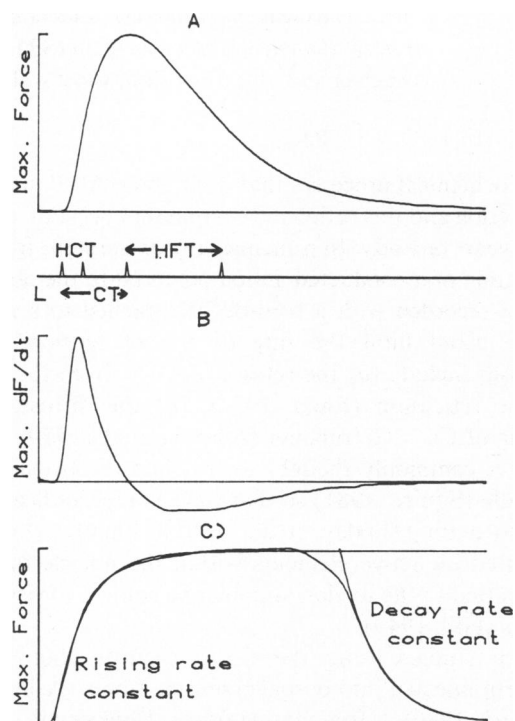 A
Max. Force
HCT
HFT
L
CT
B
Max. dF/dt
C)
Max. Force
Rising rate
constant
Decay rate
constant